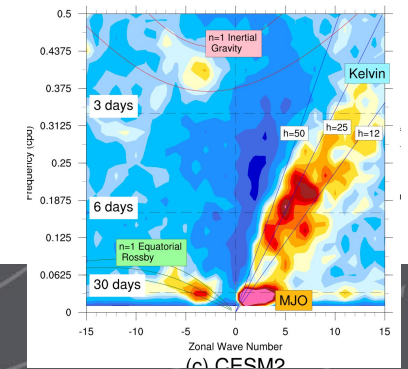 0.5
n=1 Inertial
Gravity
0.4375
Kelvin
0.375
3 days
0.3125
h=50
h=25
h=12
0.25
6 days
0.1875
0.125
n=1 Equatorial
Rossby
0.0625
30 days
MJO
0
-15
-10
-5
0
5
10
15
Zonal Wave Number
(c) CESM2